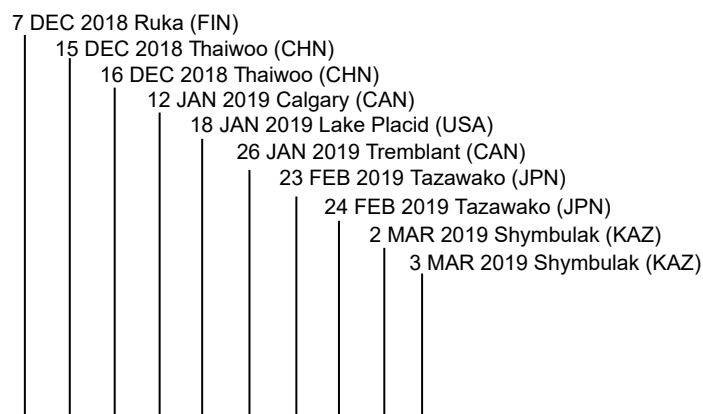 7 DEC 2018 Ruka (FIN)
15 DEC 2018 Thaiwoo (CHN)
16 DEC 2018 Thaiwoo (CHN)
12 JAN 2019 Calgary (CAN)
18 JAN 2019 Lake Placid (USA)
26 JAN 2019 Tremblant (CAN)
23 FEB 2019 Tazawako (JPN)
24 FEB 2019 Tazawako (JPN)
2 MAR 2019 Shymbulak (KAZ)
3 MAR 2019 Shymbulak (KAZ)